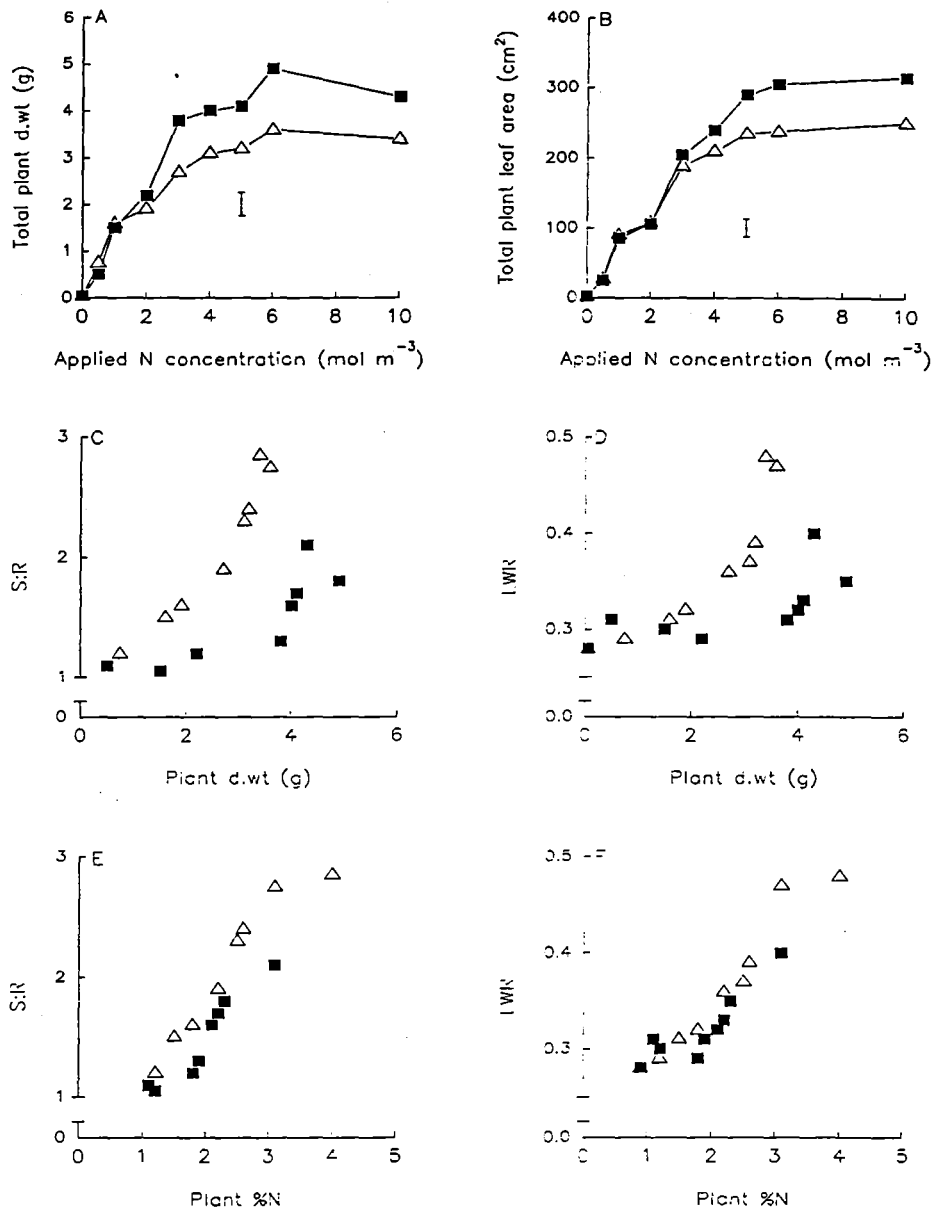 A
Total plant d.wt (g)
6
5
4
3
2
1
0
0 2 4 6 8 10
Applied N concentration (mol m⁻³)
B
Total plant leaf area (cm²)
400
300
200
100
0
0 2 4 6 8 10
Applied N concentration (mol m⁻³)
C
S:R
3
2
1
0
0 2 4 6
Plant d.wt (g)
D
LWR
0.5
0.4
0.3
0.0
0 2 4 6
Plant d.wt (g)
E
S:R
3
2
1
0
0 1 2 3 4 5
Plant %N
F
LWR
0.5
0.4
0.3
0.0
0 1 2 3 4 5
Plant %N